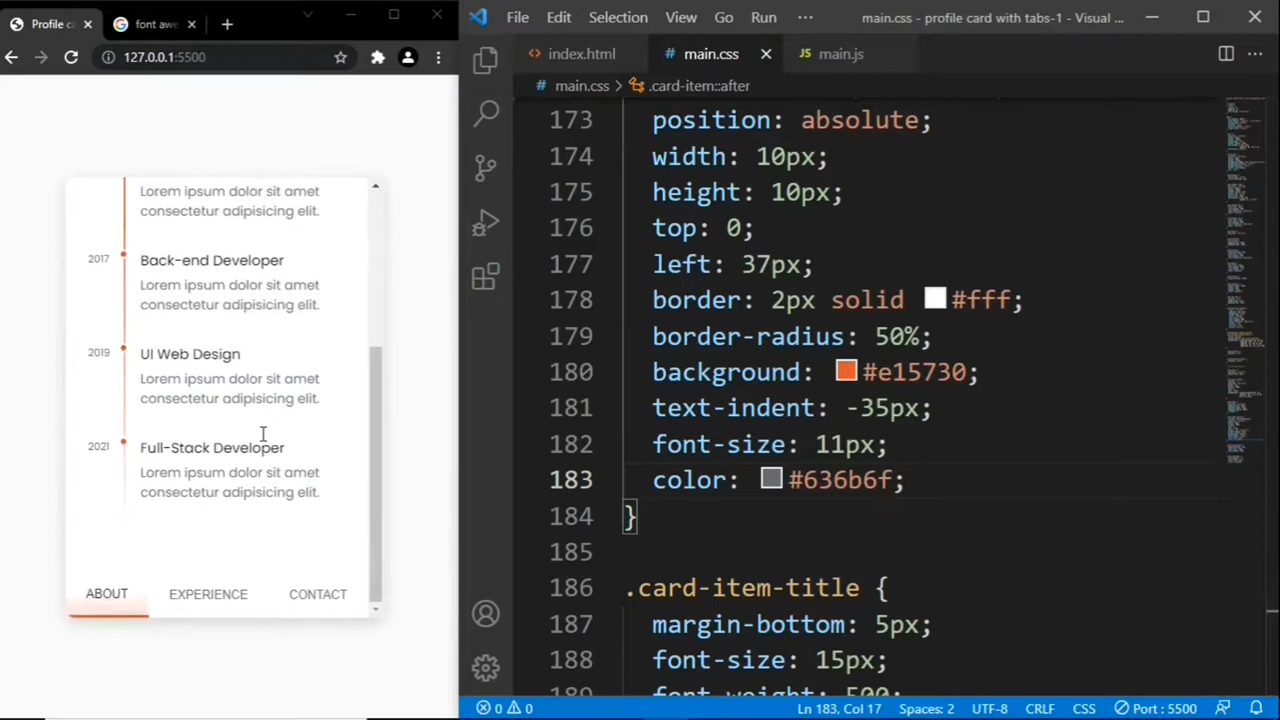 Profile c
font awe
File Edit Selection View Go Run ··· main.css - profile card with tabs-1 - Visual ...
127.0.0.1:5500
index.html
main.css
main.js
main.css > .card-item::after
173 position: absolute;
174 width: 10px;
175 height: 10px;
176 top: 0;
177 left: 37px;
178 border: 2px solid #fff;
179 border-radius: 50%;
180 background: #e15730;
181 text-indent: -35px;
182 font-size: 11px;
183 color: #636b6f;
184 }
185
186 .card-item-title {
187 margin-bottom: 5px;
188 font-size: 15px;
189 font-weight: 500;
Lorem ipsum dolor sit amet
consectetur adipisicing elit.
2017 Back-end Developer
Lorem ipsum dolor sit amet
consectetur adipisicing elit.
2019 UI Web Design
Lorem ipsum dolor sit amet
consectetur adipisicing elit.
2021 Full-Stack Developer
Lorem ipsum dolor sit amet
consectetur adipisicing elit.
ABOUT EXPERIENCE CONTACT
0 0 Ln 183, Col 17 Spaces: 2 UTF-8 CRLF CSS Port : 5500